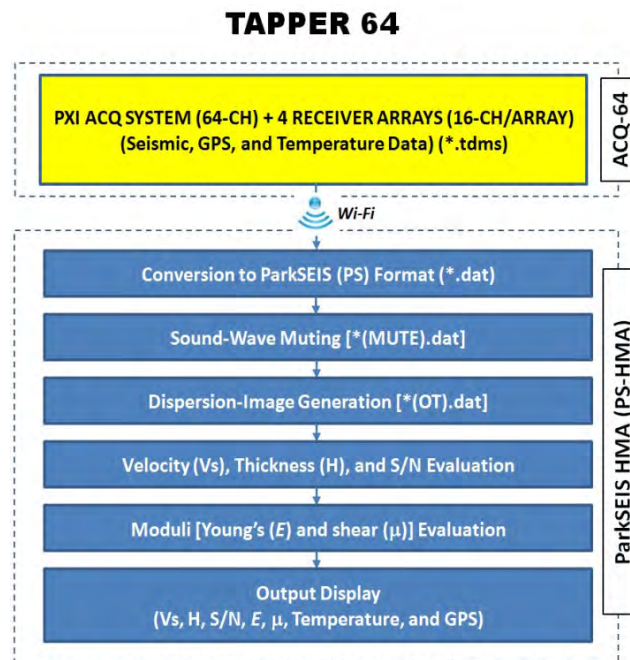 TAPPER 64
PXI ACQ SYSTEM (64-CH) + 4 RECEIVER ARRAYS (16-CH/ARRAY)
(Seismic, GPS, and Temperature Data) (*.tdms)
ACQ-64
Wi-Fi
Conversion to ParkSEIS (PS) Format (*.dat)
Sound-Wave Muting [*(MUTE).dat]
Dispersion-Image Generation [*(OT).dat]
Velocity (Vs), Thickness (H), and S/N Evaluation
Moduli [Young's (E) and shear (μ)] Evaluation
Output Display
(Vs, H, S/N, E, μ, Temperature, and GPS)
ParkSEIS HMA (PS-HMA)